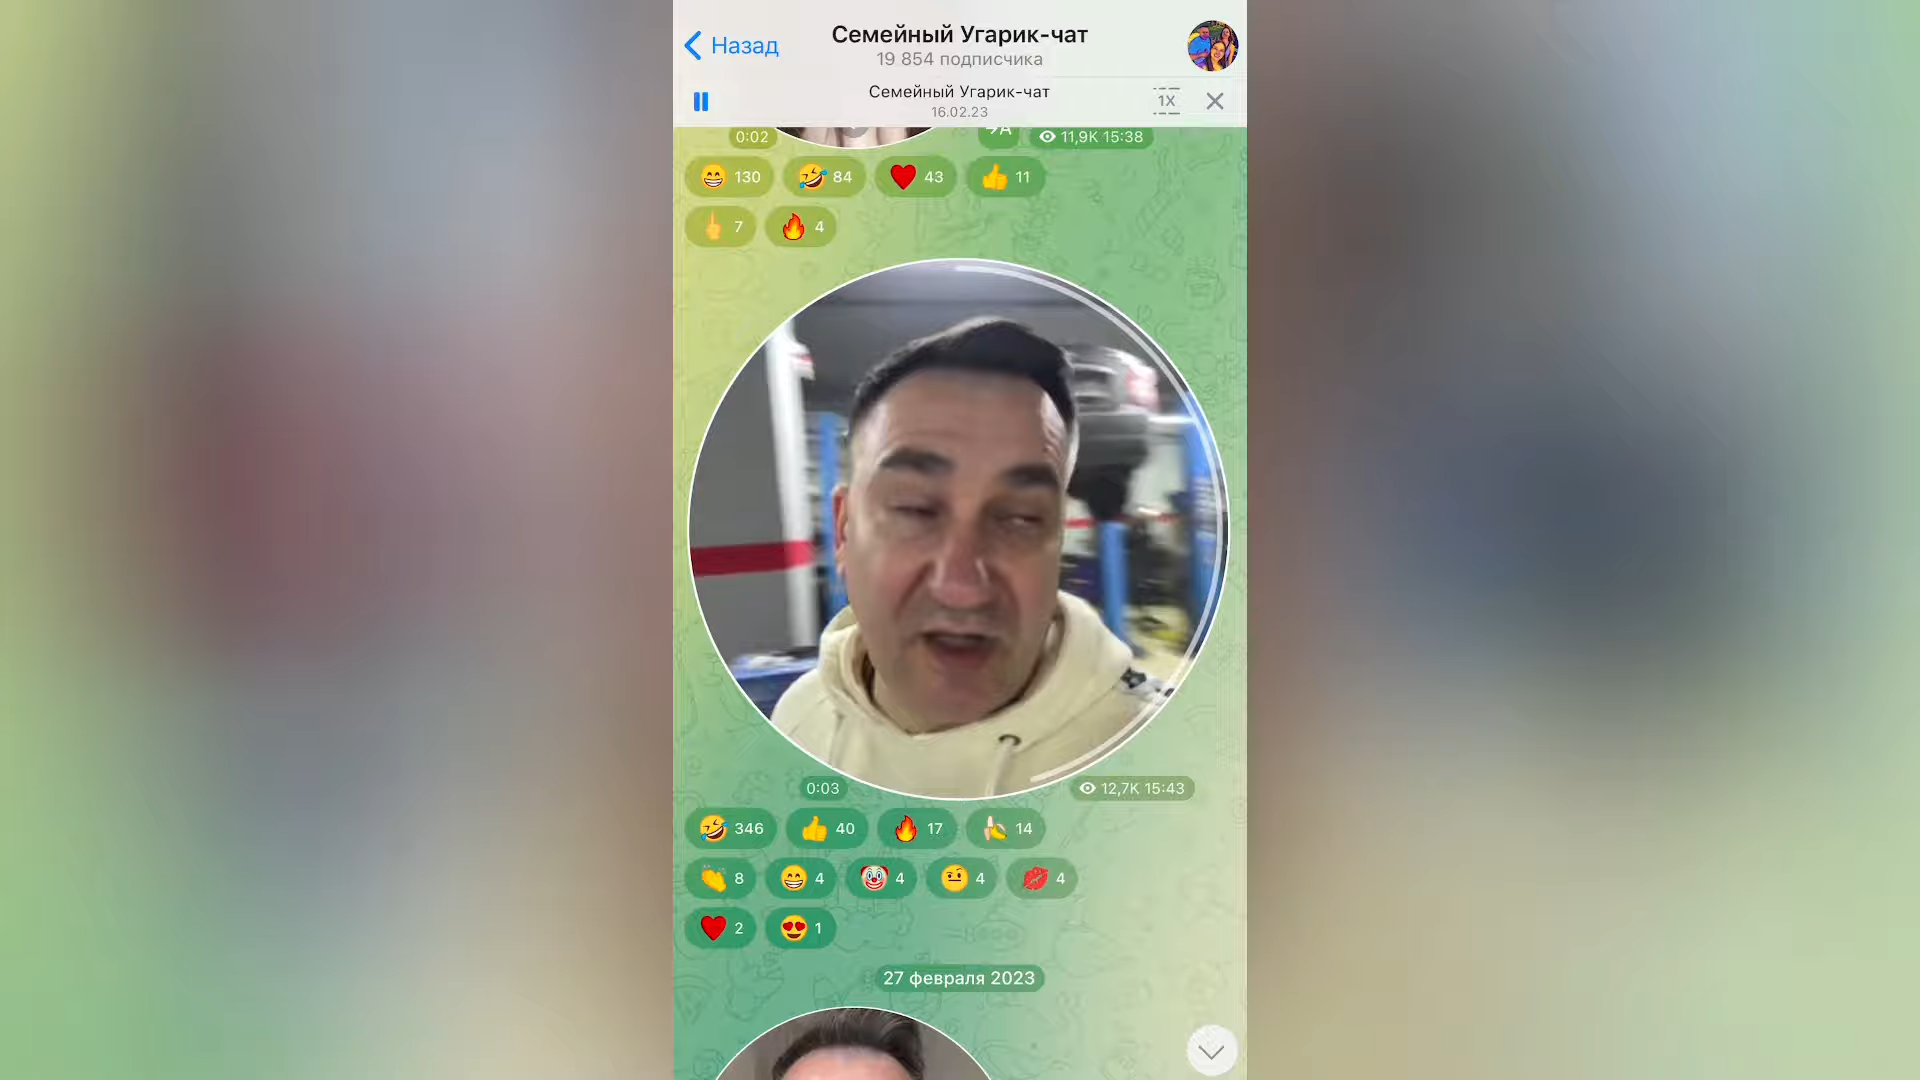 Назад
Семейный Угарик-чат
19 854 подписчика
Семейный Угарик-чат
16.02.23
1X
0:02
→A
11,9K 15:38
130 84 43 11
7 4
0:03
12,7K 15:43
346 40 17 14
8 4 4 4 4
2 1
27 февраля 2023